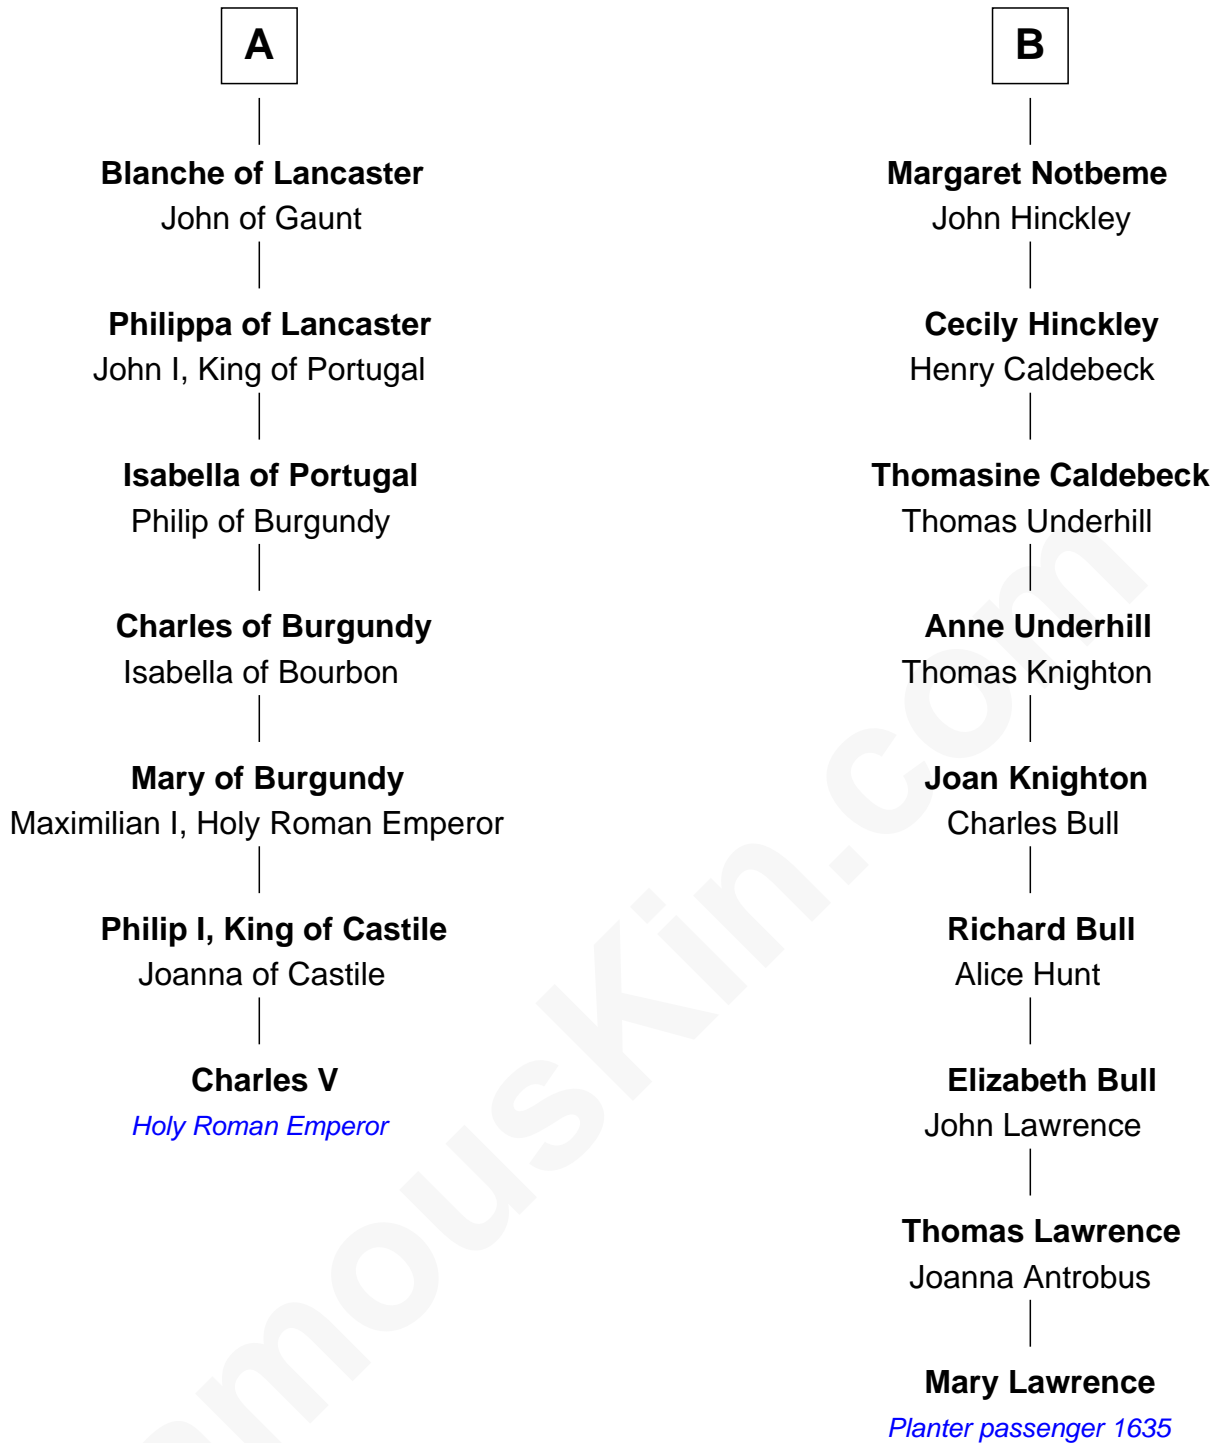 A
Blanche of Lancaster
John of Gaunt
Philippa of Lancaster
John I, King of Portugal
Isabella of Portugal
Philip of Burgundy
Charles of Burgundy
Isabella of Bourbon
Mary of Burgundy
Maximilian I, Holy Roman Emperor
Philip I, King of Castile
Joanna of Castile
Charles V
Holy Roman Emperor
B
Margaret Notbeme
John Hinckley
Cecily Hinckley
Henry Caldebeck
Thomasine Caldebeck
Thomas Underhill
Anne Underhill
Thomas Knighton
Joan Knighton
Charles Bull
Richard Bull
Alice Hunt
Elizabeth Bull
John Lawrence
Thomas Lawrence
Joanna Antrobus
Mary Lawrence
Planter passenger 1635
amousKin.com